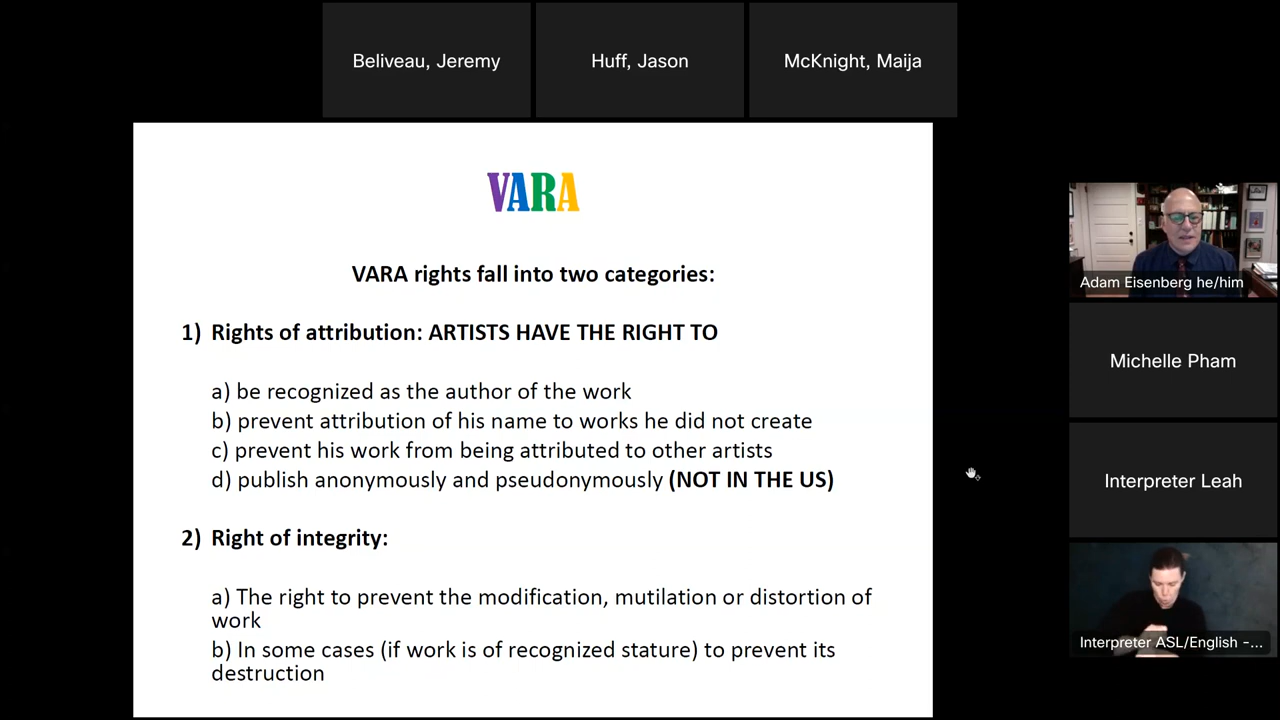 Beliveau, Jeremy
Huff, Jason
McKnight, Maija
VARA
VARA rights fall into two categories:
1) Rights of attribution: ARTISTS HAVE THE RIGHT TO
a) be recognized as the author of the work
b) prevent attribution of his name to works he did not create
c) prevent his work from being attributed to other artists
d) publish anonymously and pseudonymously (NOT IN THE US)
2) Right of integrity:
a) The right to prevent the modification, mutilation or distortion of
work
b) In some cases (if work is of recognized stature) to prevent its
destruction
Adam Eisenberg he/him
Michelle Pham
Interpreter Leah
Interpreter ASL/English -...